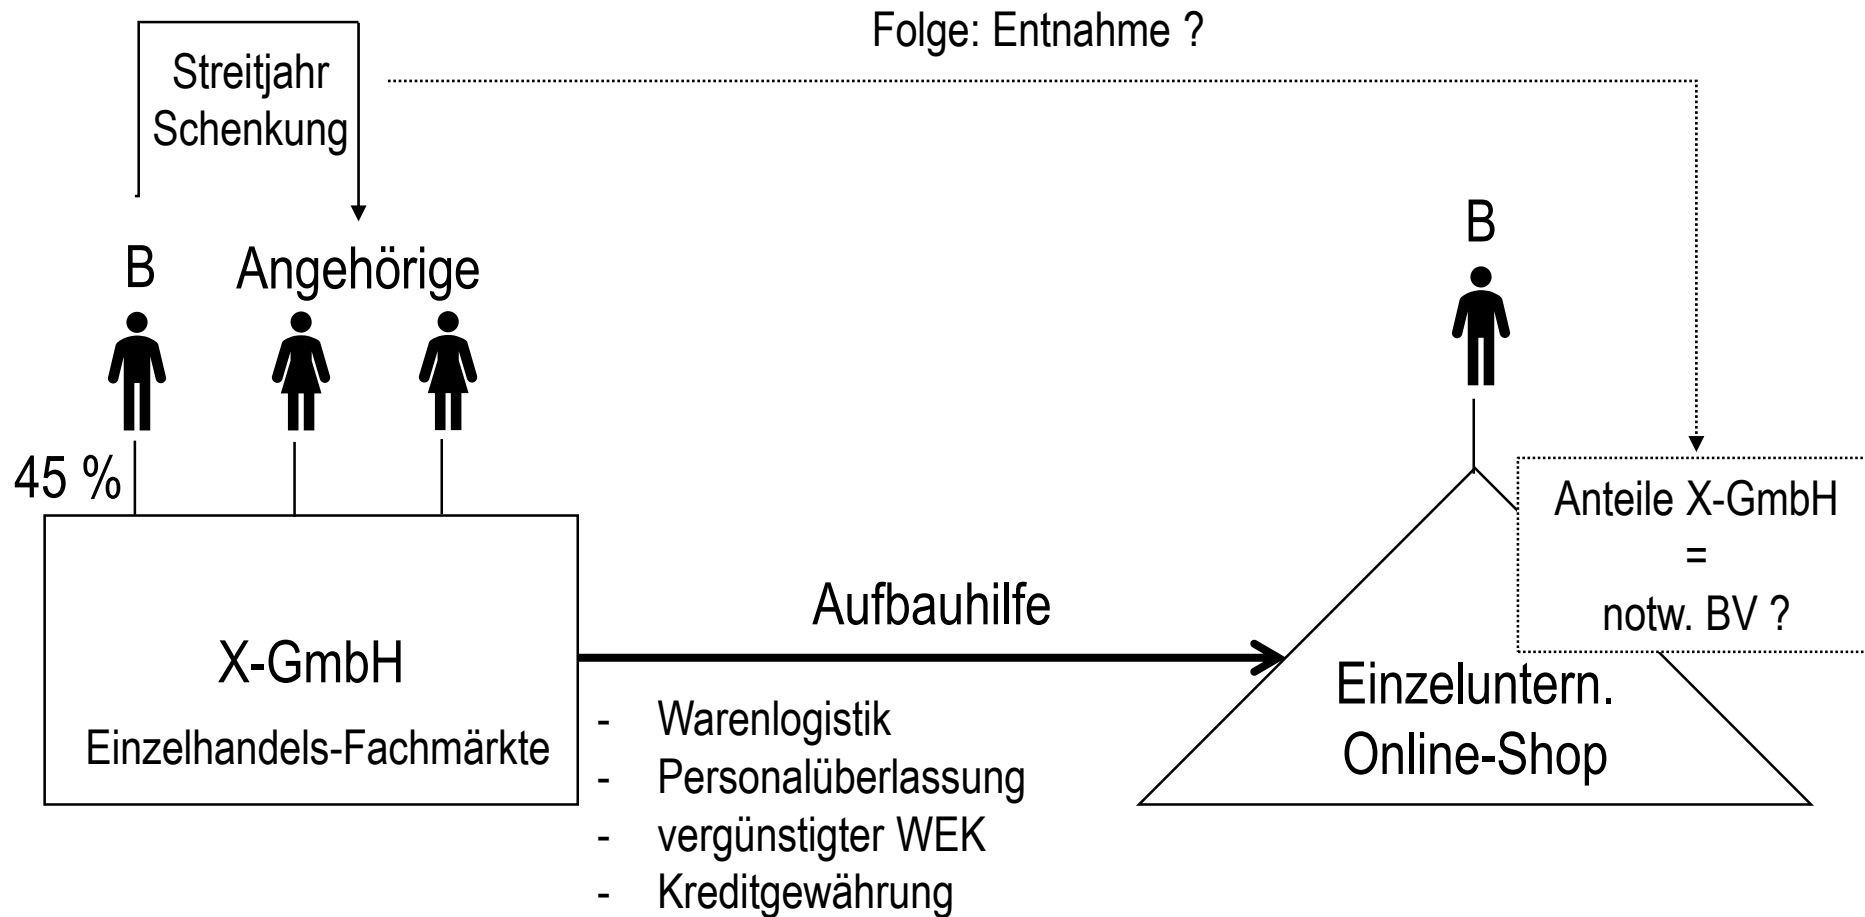 Folge: Entnahme ?
Streitjahr
Schenkung
B
Angehörige
B
45 %
Anteile X-GmbH
=
notw. BV ?
Aufbauhilfe
X-GmbH
Einzelhandels-Fachmärkte
Einzeluntern.
Online-Shop
- Warenlogistik
- Personalüberlassung
- vergünstigter WEK
- Kreditgewährung